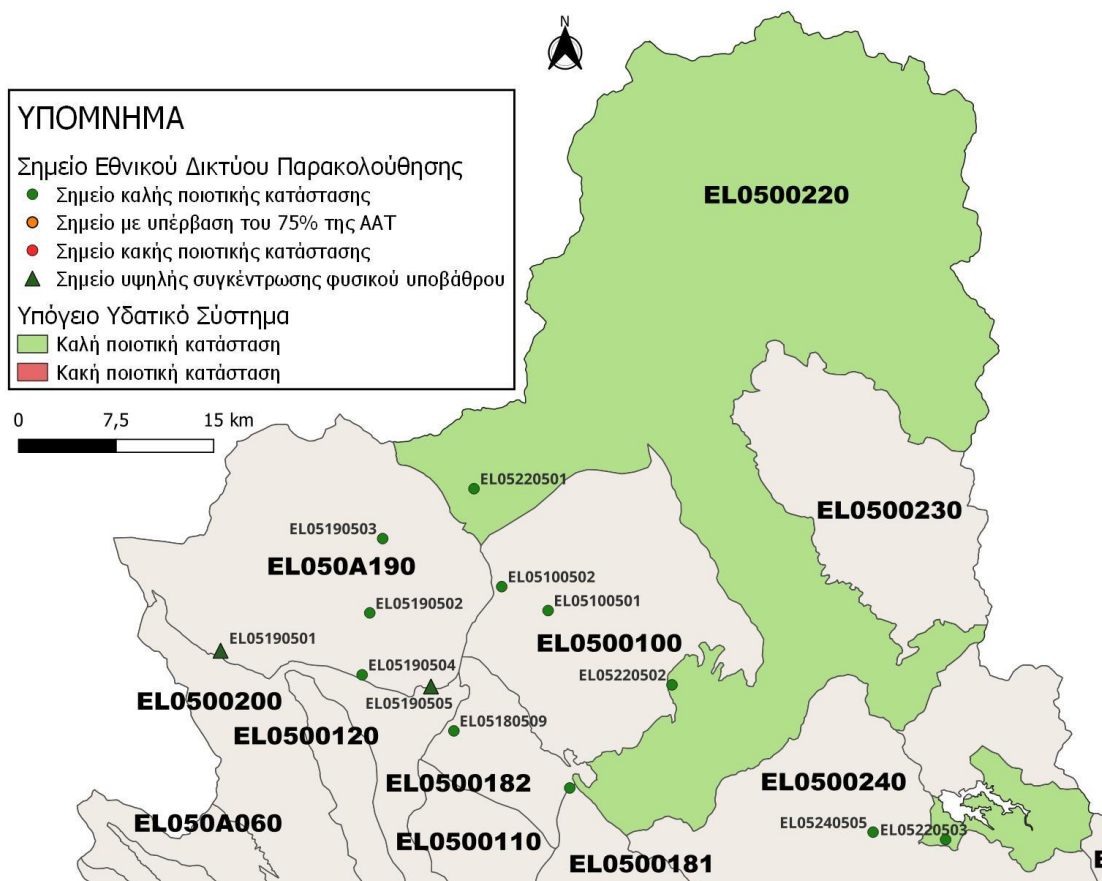 N
ΥΠΟΜΝΗΜΑ
Σημείο Εθνικού Δικτύου Παρακολούθησης
Σημείο καλής ποιοτικής κατάστασης
Σημείο με υπέρβαση του 75% της ΑΑΤ
Σημείο κακής ποιοτικής κατάστασης
Σημείο υψηλής συγκέντρωσης φυσικού υποβάθρου
Υπόγειο Υδατικό Σύστημα
Καλή ποιοτική κατάσταση
Κακή ποιοτική κατάσταση
0 7,5 15 km
EL0500220
EL05220501
EL0500230
EL05190503
EL050A190
EL05100502
EL05100501
EL05190502
EL05190501
EL0500100
EL05190504
EL05220502
EL0500200
EL05190505
EL05180509
EL0500120
EL0500182
EL0500240
EL050A060
EL0500110
EL05240505
EL05220503
EL0500181